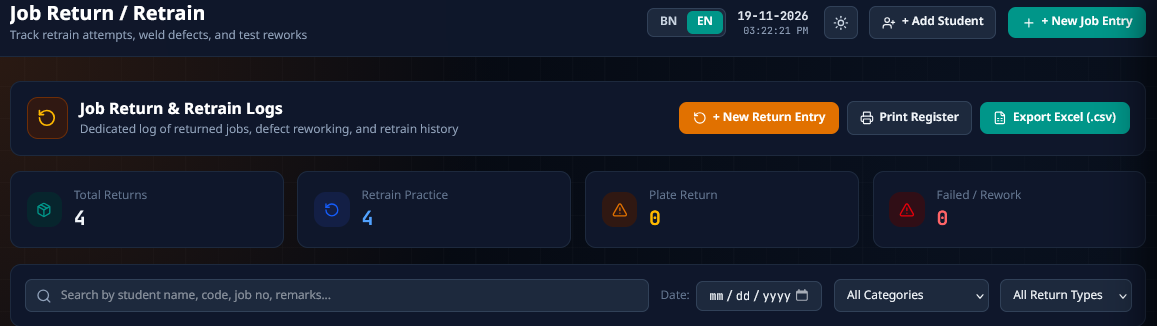 Job Return / Retrain
Track retrain attempts, weld defects, and test reworks
BN EN
19-11-2026
03:22:21 PM
+ Add Student
+ New Job Entry
Job Return & Retrain Logs
Dedicated log of returned jobs, defect reworking, and retrain history
+ New Return Entry
Print Register
Export Excel (.csv)
Total Returns
4
Retrain Practice
4
Plate Return
0
Failed / Rework
0
Search by student name, code, job no, remarks...
Date: mm/dd/yyyy
All Categories
All Return Types